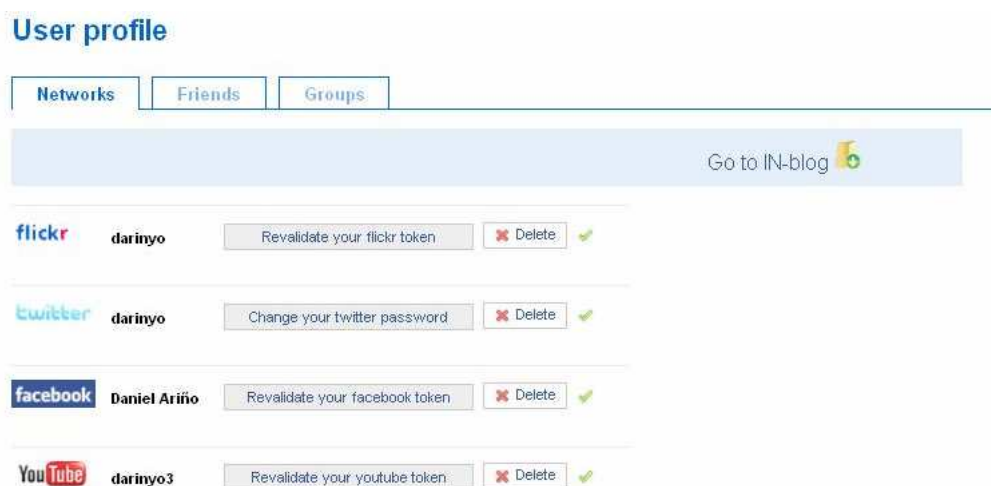 User profile
Networks Friends Groups
Go to IN-blog
flickr darinyo Revalidate your flickr token Delete
twitter darinyo Change your twitter password Delete
facebook Daniel Ariño Revalidate your facebook token Delete
YouTube darinyo3 Revalidate your youtube token Delete